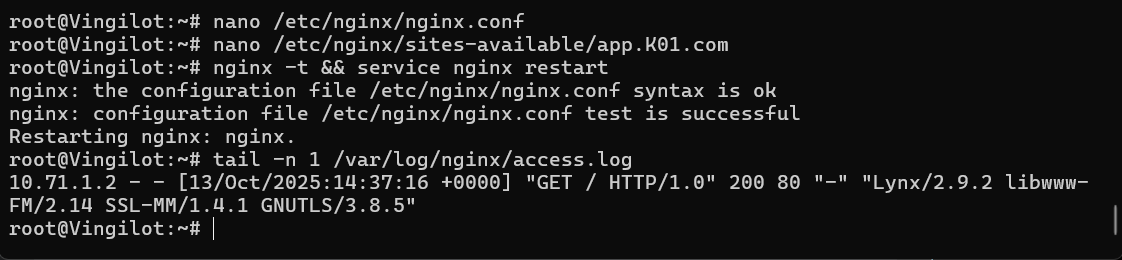 root@Vingilot:~# nano /etc/nginx/nginx.conf
root@Vingilot:~# nano /etc/nginx/sites-available/app.K01.com
root@Vingilot:~# nginx -t && service nginx restart
nginx: the configuration file /etc/nginx/nginx.conf syntax is ok
nginx: configuration file /etc/nginx/nginx.conf test is successful
Restarting nginx: nginx.
root@Vingilot:~# tail -n 1 /var/log/nginx/access.log
10.71.1.2 - - [13/Oct/2025:14:37:16 +0000] "GET / HTTP/1.0" 200 80 "-" "Lynx/2.9.2 libwww-
FM/2.14 SSL-MM/1.4.1 GNUTLS/3.8.5"
root@Vingilot:~#